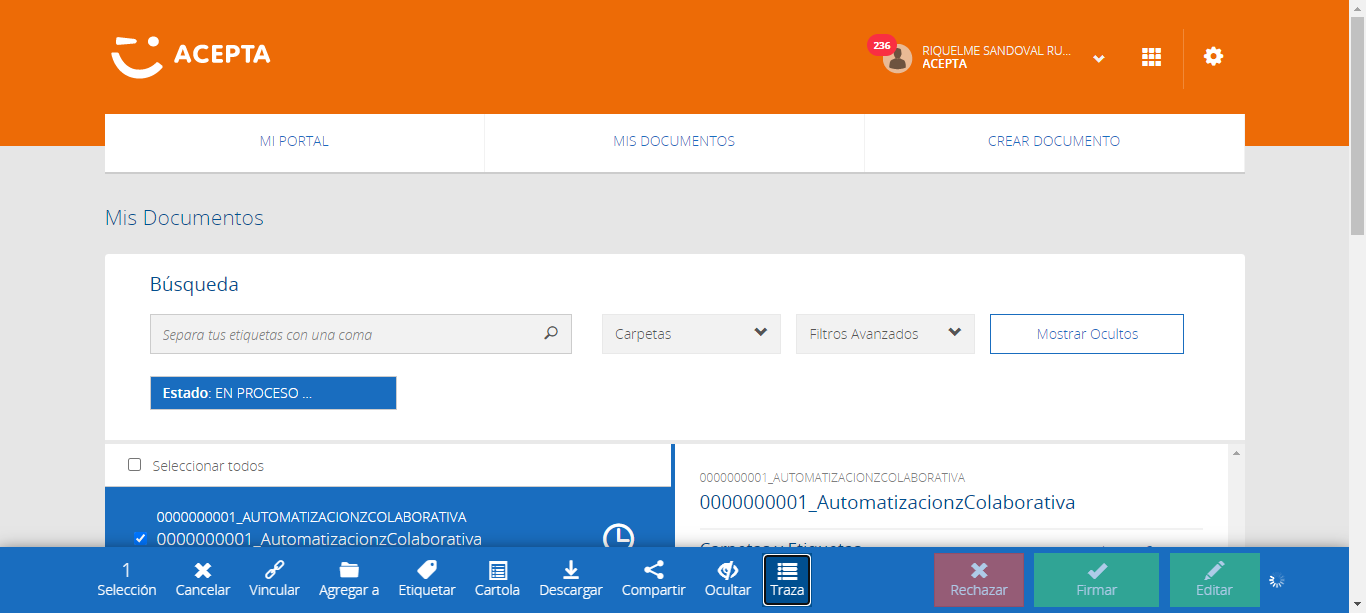 ACEPTA
236
RIQUELME SANDOVAL RU...
ACEPTA
MI PORTAL
MIS DOCUMENTOS
CREAR DOCUMENTO
Mis Documentos
Búsqueda
Separa tus etiquetas con una coma
Carpetas
Filtros Avanzados
Mostrar Ocultos
Estado: EN PROCESO ...
Seleccionar todos
0000000001_AUTOMATIZACIONZCOLABORATIVA
0000000001_AutomatizacionzColaborativa
0000000001_AUTOMATIZACIONZCOLABORATIVA
0000000001_AutomatizacionzColaborativa
Carpetas y Etiquetas
1
Selección
Cancelar
Vincular
Agregar a
Etiquetar
Cartola
Descargar
Compartir
Ocultar
Traza
Rechazar
Firmar
Editar